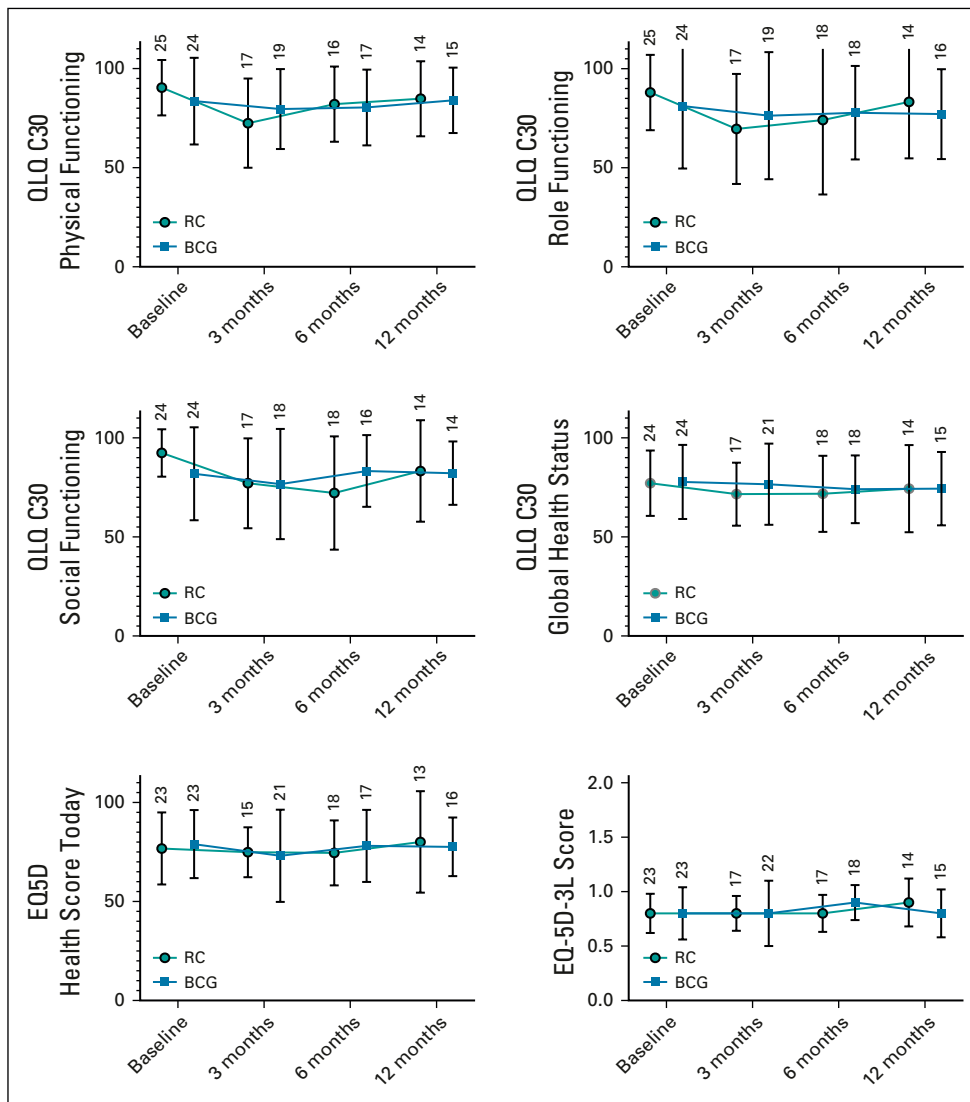 QLQ C30
Physical Functioning
100
50
0
25
24
17
19
16
17
14
15
RC
BCG
Baseline
3 months
6 months
12 months
QLQ C30
Role Functioning
100
50
0
25
24
17
19
18
18
14
16
RC
BCG
Baseline
3 months
6 months
12 months
QLQ C30
Social Functioning
100
50
0
24
24
17
18
18
16
14
14
RC
BCG
Baseline
3 months
6 months
12 months
QLQ C30
Global Health Status
100
50
0
24
24
17
21
18
18
14
15
RC
BCG
Baseline
3 months
6 months
12 months
EQ5D
Health Score Today
100
50
0
23
23
15
21
18
17
13
16
RC
BCG
Baseline
3 months
6 months
12 months
EQ-5D-3L Score
2.0
1.5
1.0
0.5
0.0
23
23
17
22
17
18
14
15
RC
BCG
Baseline
3 months
6 months
12 months